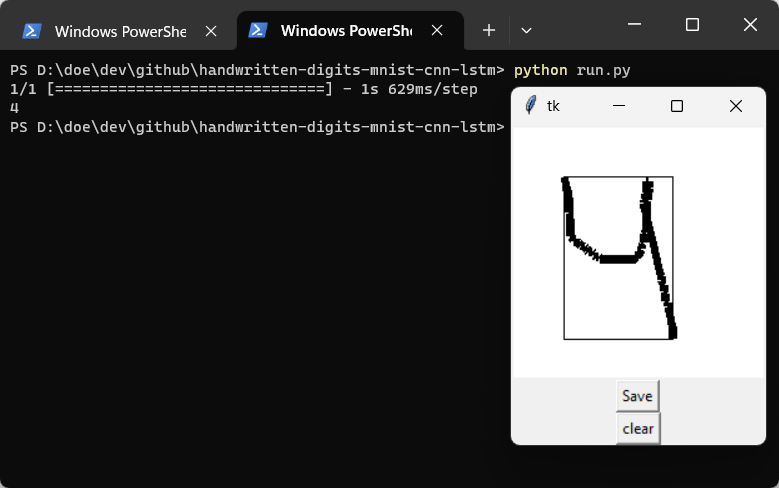 Windows PowerShe
Windows PowerShe
PS D:\doe\dev\github\handwritten-digits-mnist-cnn-lstm> python run.py
1/1 [==============================] - 1s 629ms/step
4
PS D:\doe\dev\github\handwritten-digits-mnist-cnn-lstm>
tk
4
Save
clear